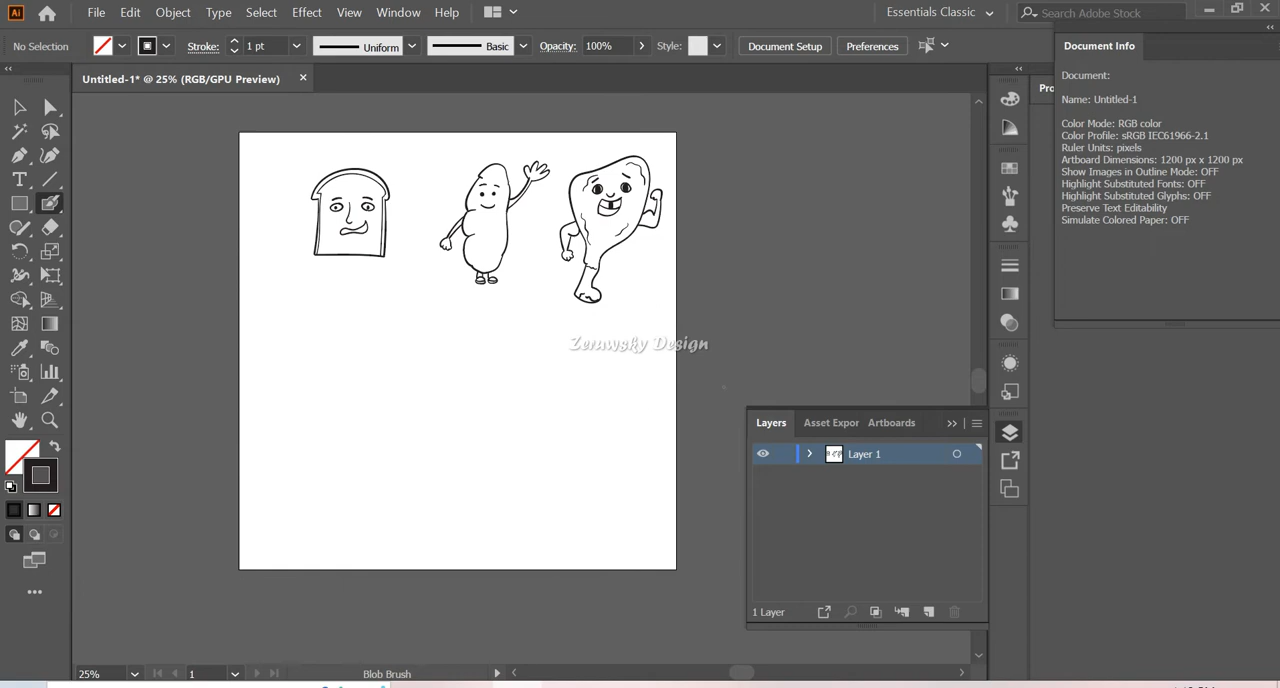 Ai File Edit Object Type Select Effect View Window Help Essentials Classic Search Adobe Stock
No Selection Stroke: 1 pt Uniform Basic Opacity: 100% Style: Document Setup Preferences
Document Info
Untitled-1* @ 25% (RGB/GPU Preview)
Pro
Document:
Name: Untitled-1
Color Mode: RGB color
Color Profile: sRGB IEC61966-2.1
Ruler Units: pixels
Artboard Dimensions: 1200 px x 1200 px
Show Images in Outline Mode: OFF
Highlight Substituted Fonts: OFF
Highlight Substituted Glyphs: OFF
Preserve Text Editability
Simulate Colored Paper: OFF
Zerawsky Design
Layers Asset Expor Artboards
Layer 1
1 Layer
25% 1 Blob Brush